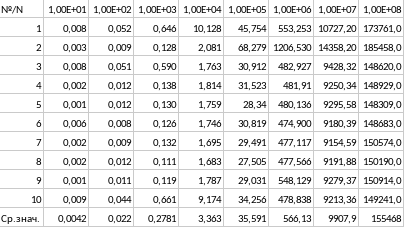 №/N 1,00E+01 1,00E+02 1,00E+03 1,00E+04 1,00E+05 1,00E+06 1,00E+07 1,00E+08
1 0,008 0,052 0,646 10,128 45,754 553,253 10727,20 173761,0
2 0,003 0,009 0,128 2,081 68,279 1206,530 14358,20 185458,0
3 0,008 0,051 0,590 1,763 30,912 482,927 9428,32 148620,0
4 0,002 0,012 0,138 1,814 31,523 481,91 9250,34 148929,0
5 0,001 0,012 0,130 1,759 28,34 480,136 9295,58 148309,0
6 0,006 0,008 0,126 1,746 30,819 474,900 9180,39 148683,0
7 0,002 0,009 0,132 1,695 29,491 477,117 9154,59 150574,0
8 0,002 0,012 0,111 1,683 27,505 477,566 9191,88 150190,0
9 0,001 0,011 0,119 1,787 29,031 548,129 9279,37 150914,0
10 0,009 0,044 0,661 9,174 34,256 478,838 9213,36 149241,0
Ср.знач. 0,0042 0,022 0,2781 3,363 35,591 566,13 9907,9 155468